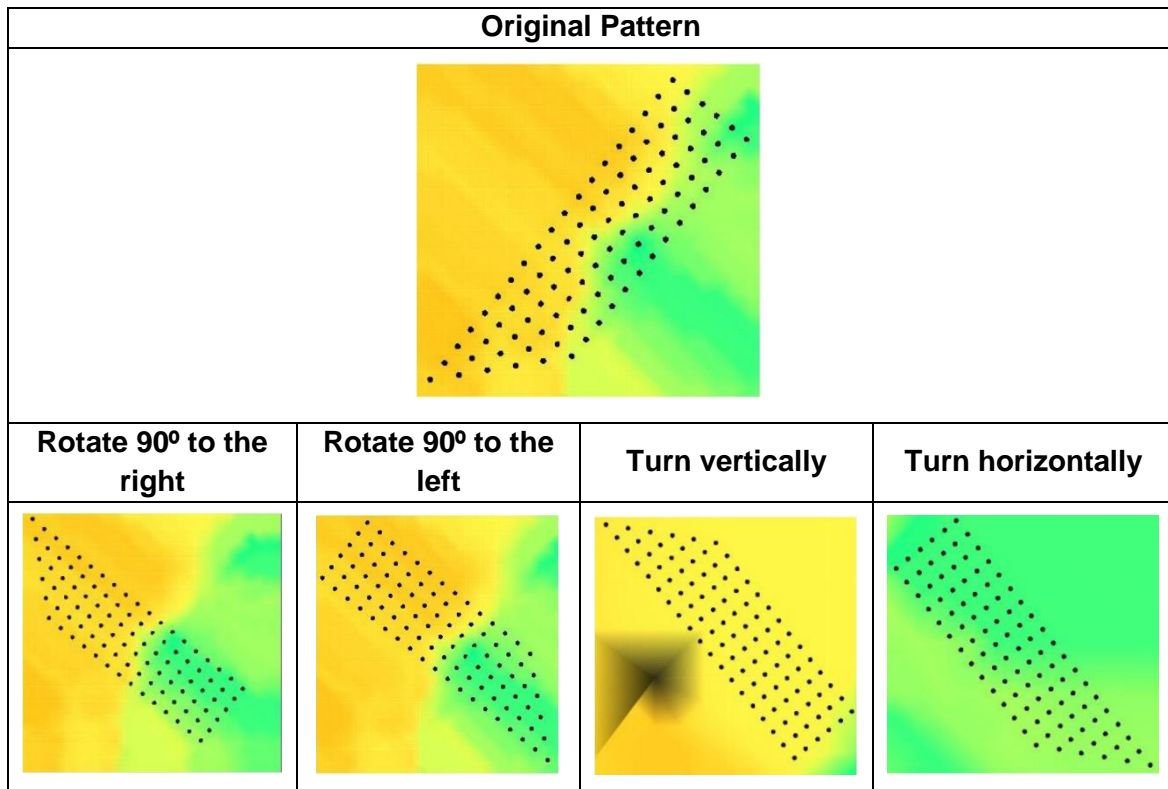 Original Pattern
Rotate 90º to the
right
Rotate 90º to the
left
Turn vertically
Turn horizontally